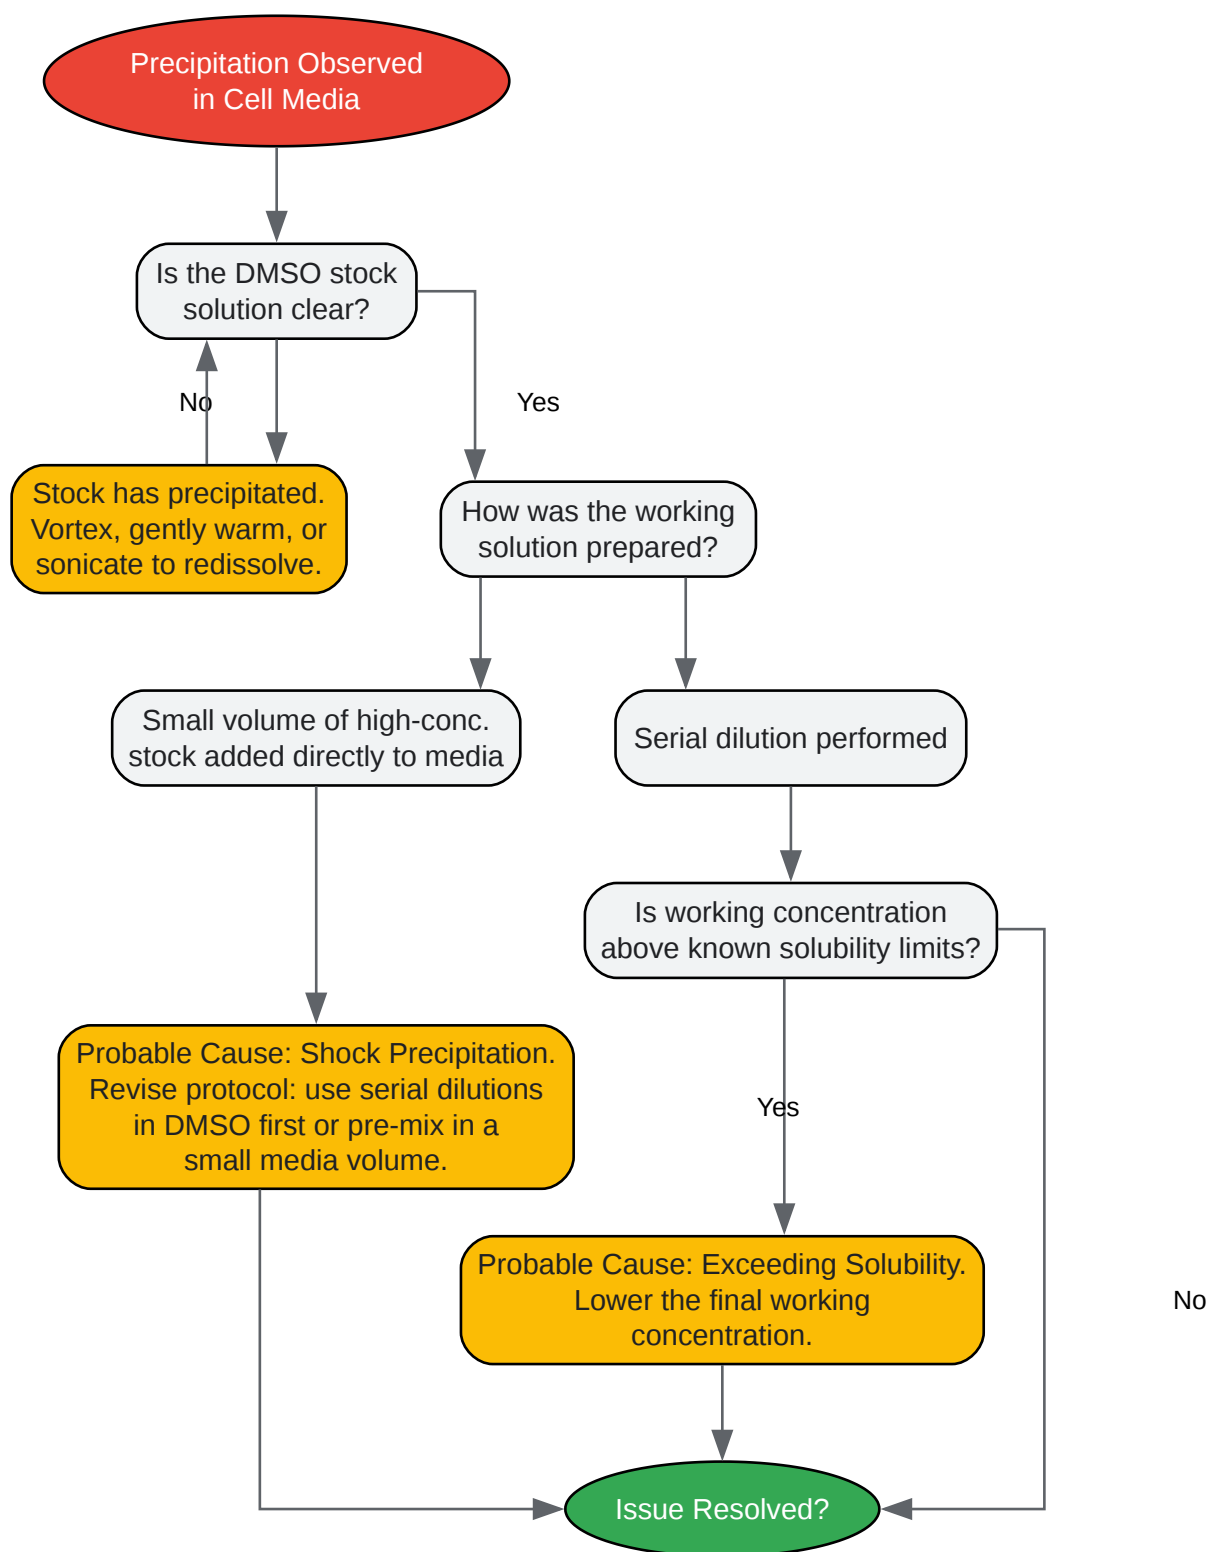 Precipitation Observed
in Cell Media
Is the DMSO stock
solution clear?
No
Yes
Stock has precipitated.
Vortex, gently warm, or
sonicate to redissolve.
How was the working
solution prepared?
Small volume of high-conc.
stock added directly to media
Serial dilution performed
Is working concentration
above known solubility limits?
Probable Cause: Shock Precipitation.
Revise protocol: use serial dilutions
in DMSO first or pre-mix in a
small media volume.
Yes
Probable Cause: Exceeding Solubility.
Lower the final working
concentration.
No
Issue Resolved?